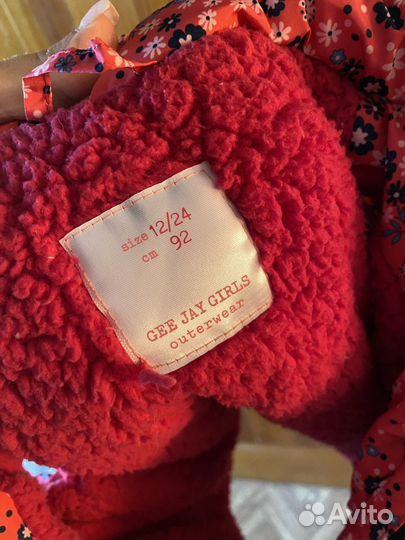 size 12/24
cm 92
GEE JAY GIRLS
outerwear
Avito